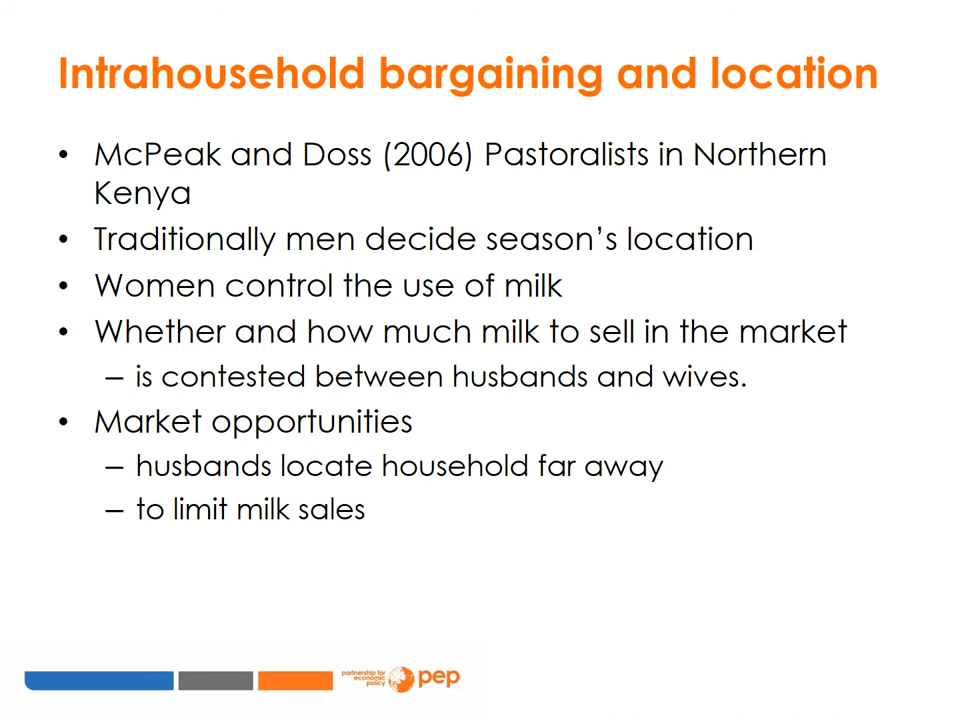 Intrahousehold bargaining and location
• McPeak and Doss (2006) Pastoralists in Northern
Kenya
• Traditionally men decide season's location
• Women control the use of milk
• Whether and how much milk to sell in the market
– is contested between husbands and wives.
• Market opportunities
– husbands locate household far away
– to limit milk sales
partnership for
economic
policy
pep